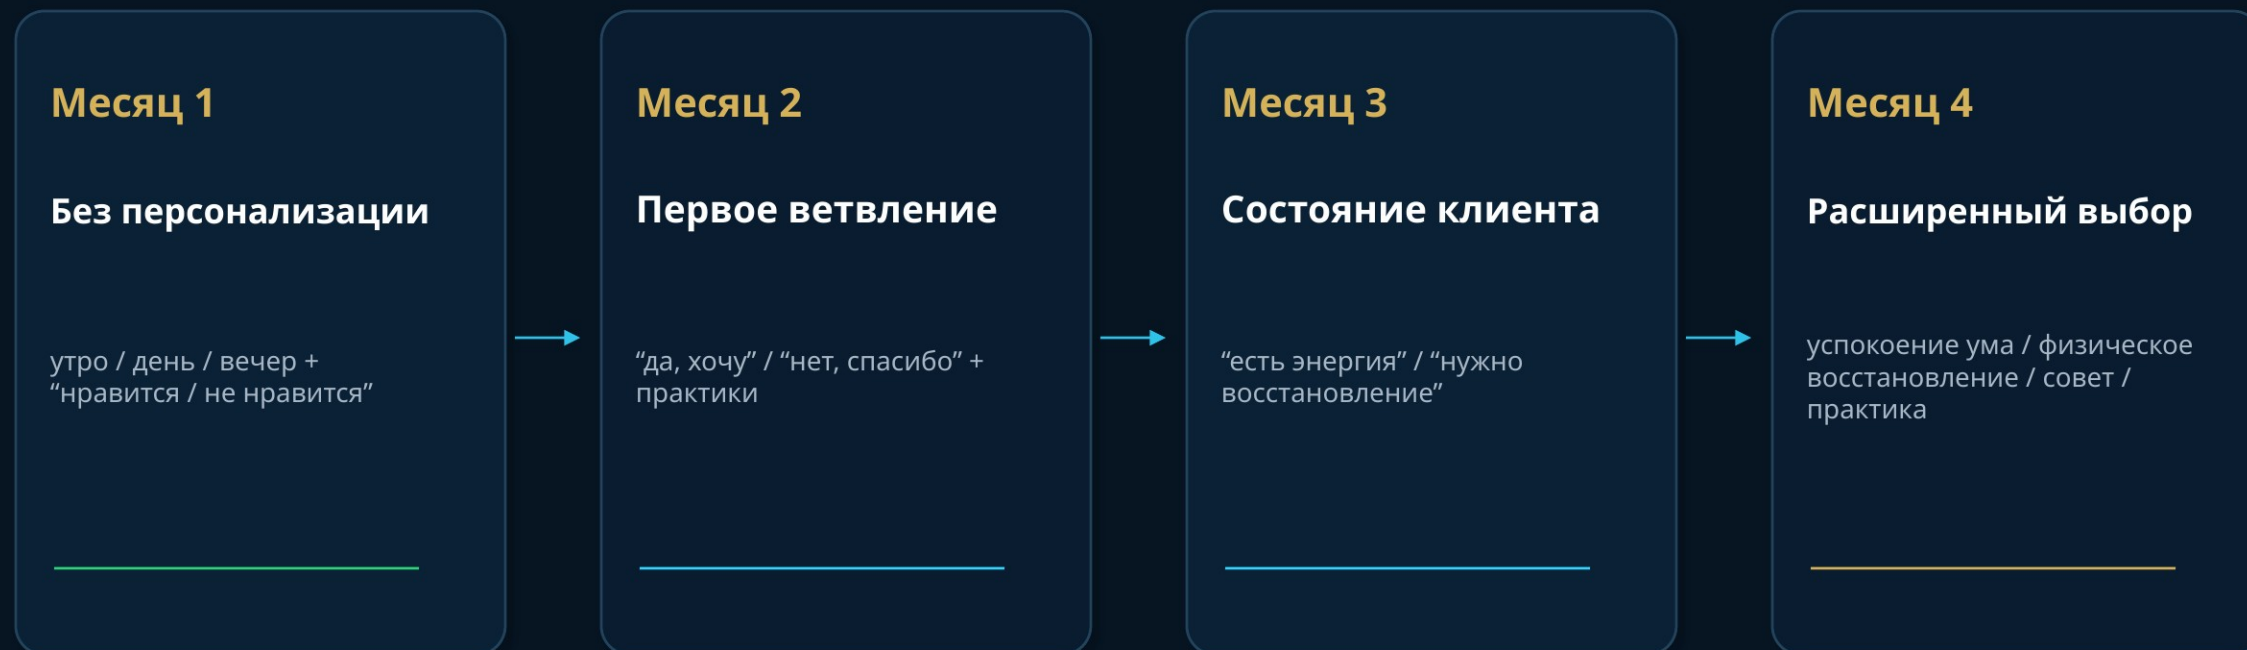 Месяц 1
Без персонализации
утро / день / вечер +
“нравится / не нравится”
Месяц 2
Первое ветвление
“да, хочу” / “нет, спасибо” +
практики
Месяц 3
Состояние клиента
“есть энергия” / “нужно
восстановление”
Месяц 4
Расширенный выбор
успокоение ума / физическое
восстановление / совет /
практика